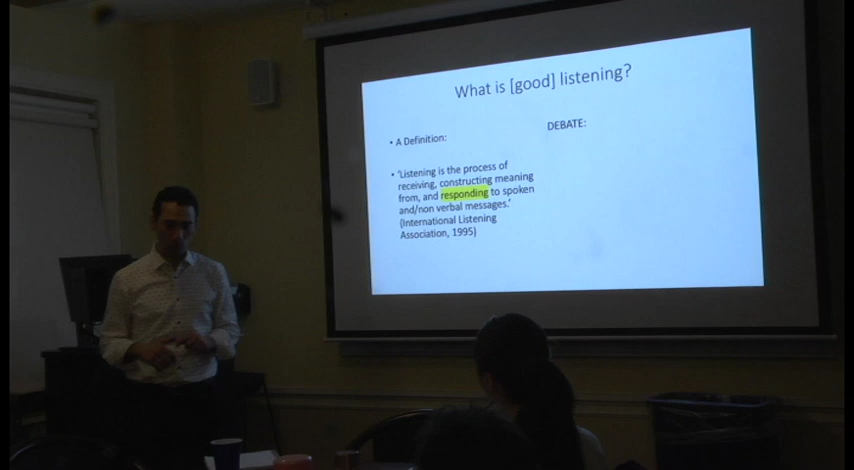 What is [good] listening?
• A Definition:
DEBATE:
• 'Listening is the process of
receiving, constructing meaning
from, and responding to spoken
and/non verbal messages.'
(International Listening
Association, 1995)